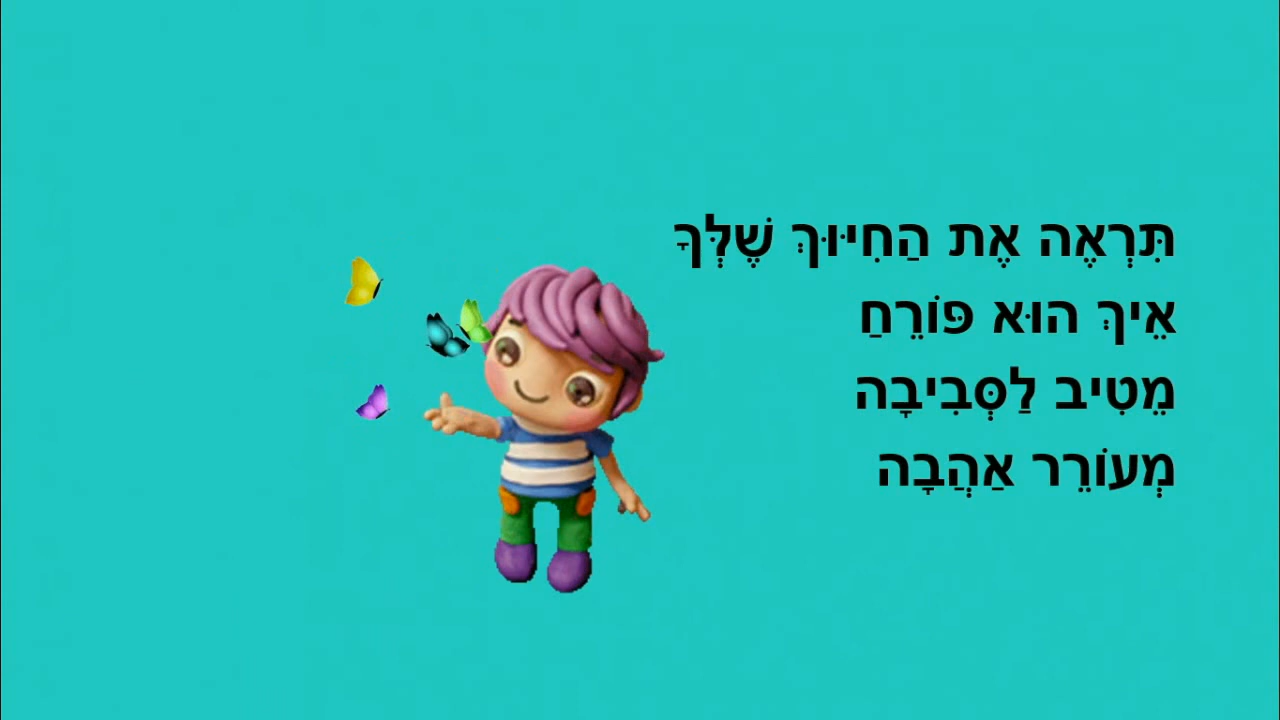 תִּרְאֶה אֶת הַחִיּוּךְ שֶׁלְּךָ
אֵיךְ הוּא פּוֹרֵחַ
מֵטִיב לַסְּבִיבָה
מְעוֹרֵר אַהֲבָה